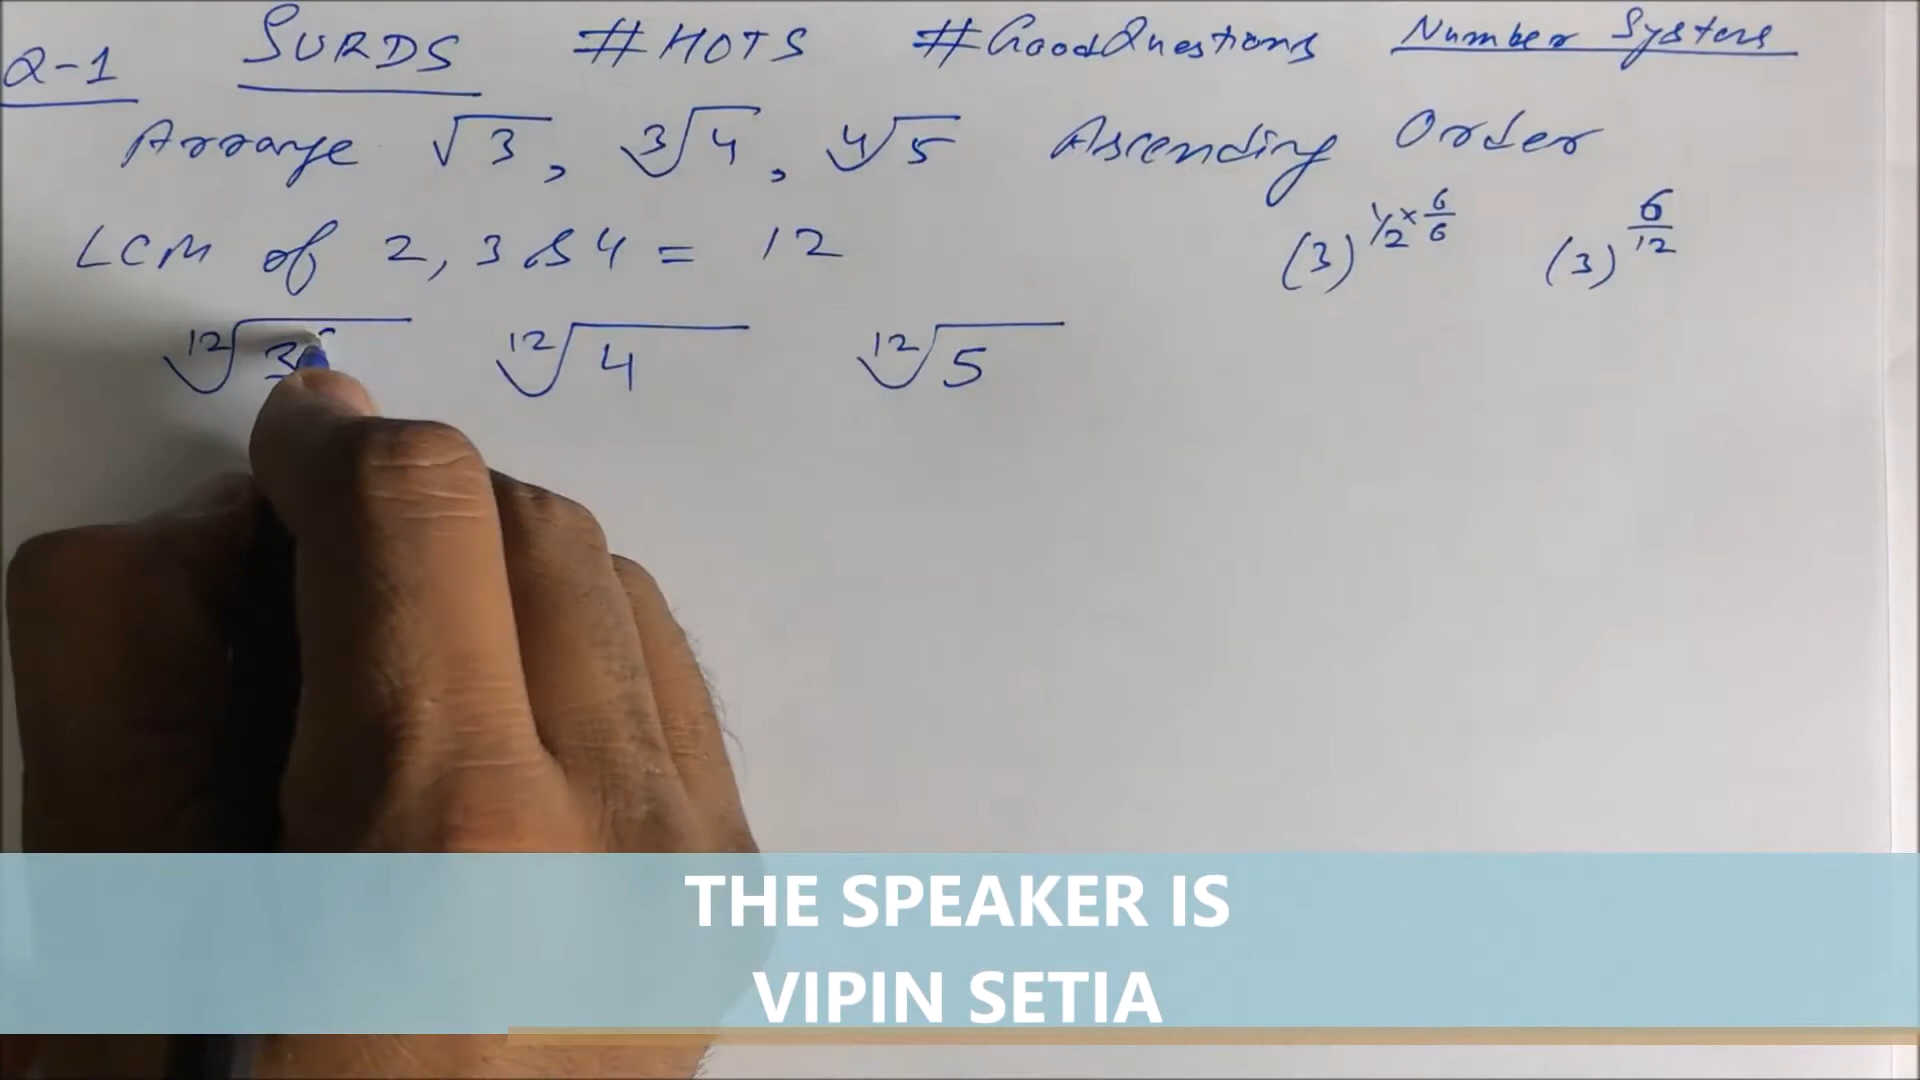 Q-1 SURDS #HOTS #GoodQuestions Number System
Arrange √3, ∛4, ∜5 Ascending Order
LCM of 2, 3 & 4 = 12 (3)^1/2 × 6/6 (3)^6/12
¹²√3 ¹²√4 ¹²√5
THE SPEAKER IS
VIPIN SETIA